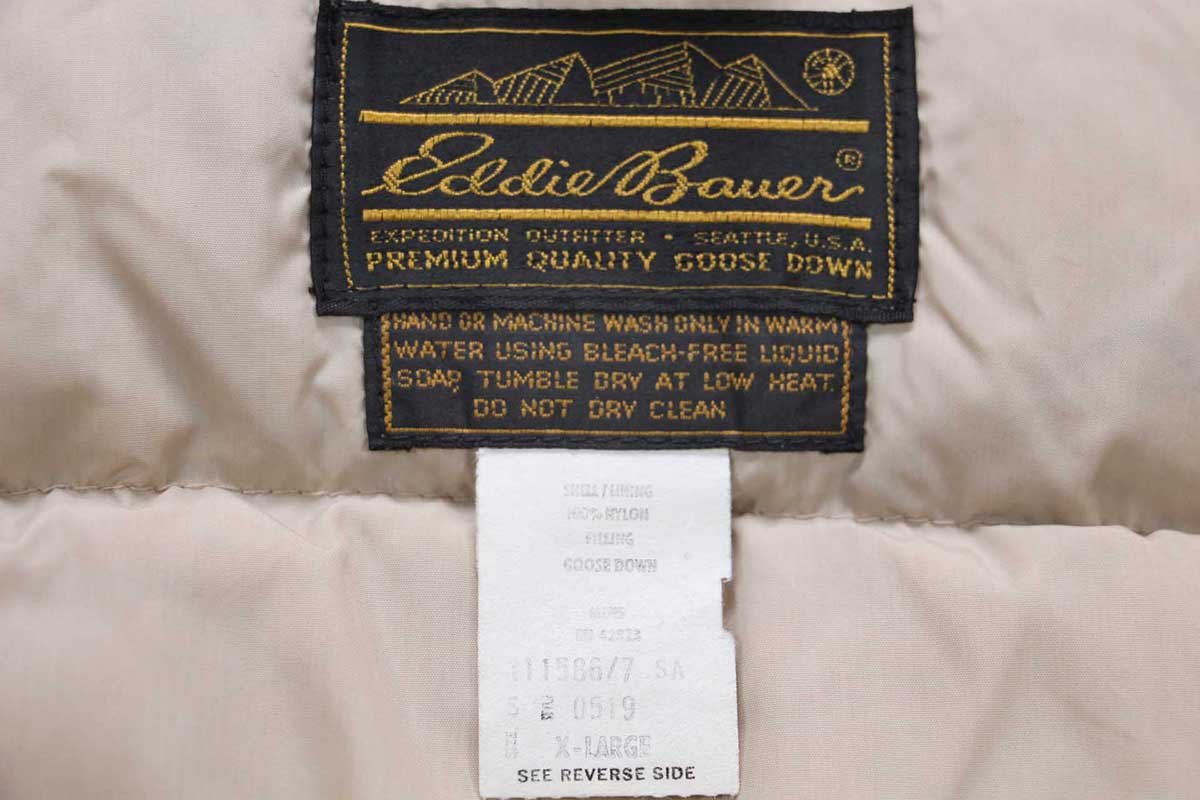 Eddie Bauer ®
EXPEDITION OUTFITTER • SEATTLE, U.S.A.
PREMIUM QUALITY GOOSE DOWN
HAND OR MACHINE WASH ONLY IN WARM
WATER USING BLEACH-FREE LIQUID
SOAP. TUMBLE DRY AT LOW HEAT.
DO NOT DRY CLEAN
SHELL/LINING
100% NYLON
FILLING
GOOSE DOWN
MENS
11586/7 SA
0519
X-LARGE
SEE REVERSE SIDE